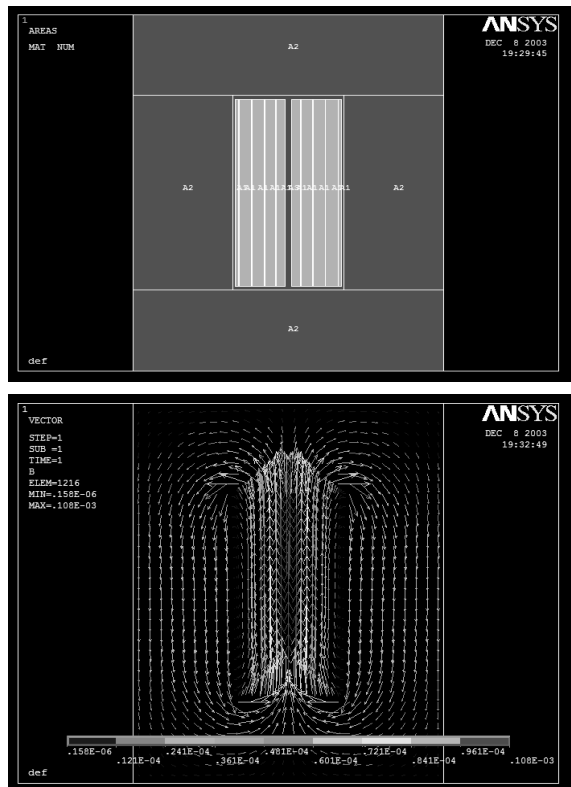 1
AREAS
MAT NUM
ANSYS
DEC 8 2003
19:29:45
A2
A2
A2
A2
def
1
VECTOR
STEP=1
SUB =1
TIME=1
B
ELEM=1216
MIN=.158E-06
MAX=.108E-03
ANSYS
DEC 8 2003
19:32:49
.158E-06 .241E-04 .481E-04 .721E-04 .961E-04
.121E-04 .361E-04 .601E-04 .841E-04 .108E-03
def